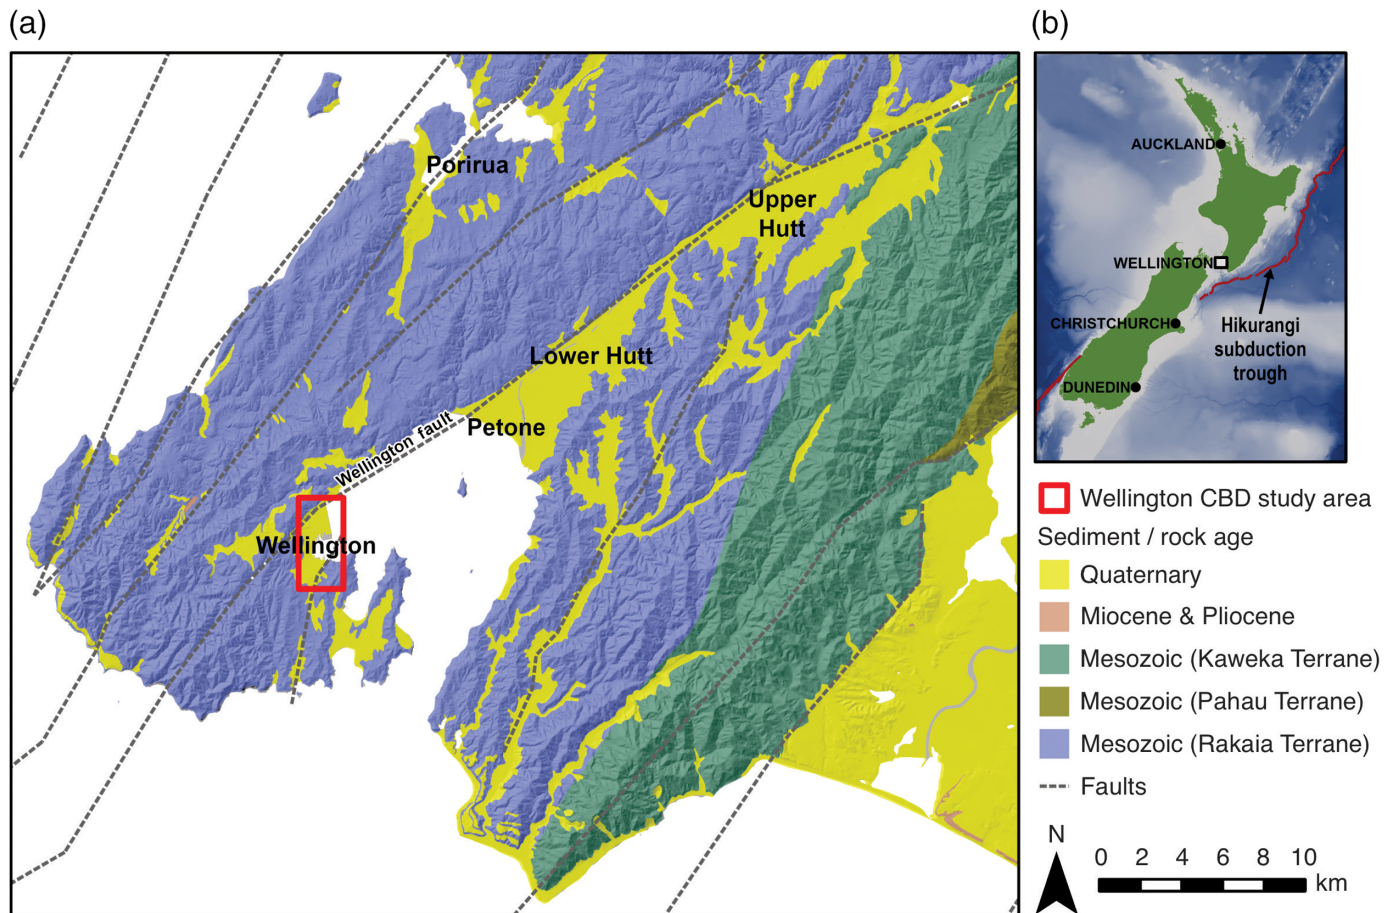 (a)
Porirua
Upper
Hutt
Lower Hutt
Petone
Wellington fault
Wellington
(b)
AUCKLAND
WELLINGTON
CHRISTCHURCH
Hikurangi
subduction
trough
DUNEDIN
Wellington CBD study area
Sediment / rock age
Quaternary
Miocene & Pliocene
Mesozoic (Kaweka Terrane)
Mesozoic (Pahau Terrane)
Mesozoic (Rakaia Terrane)
Faults
N
0 2 4 6 8 10
km